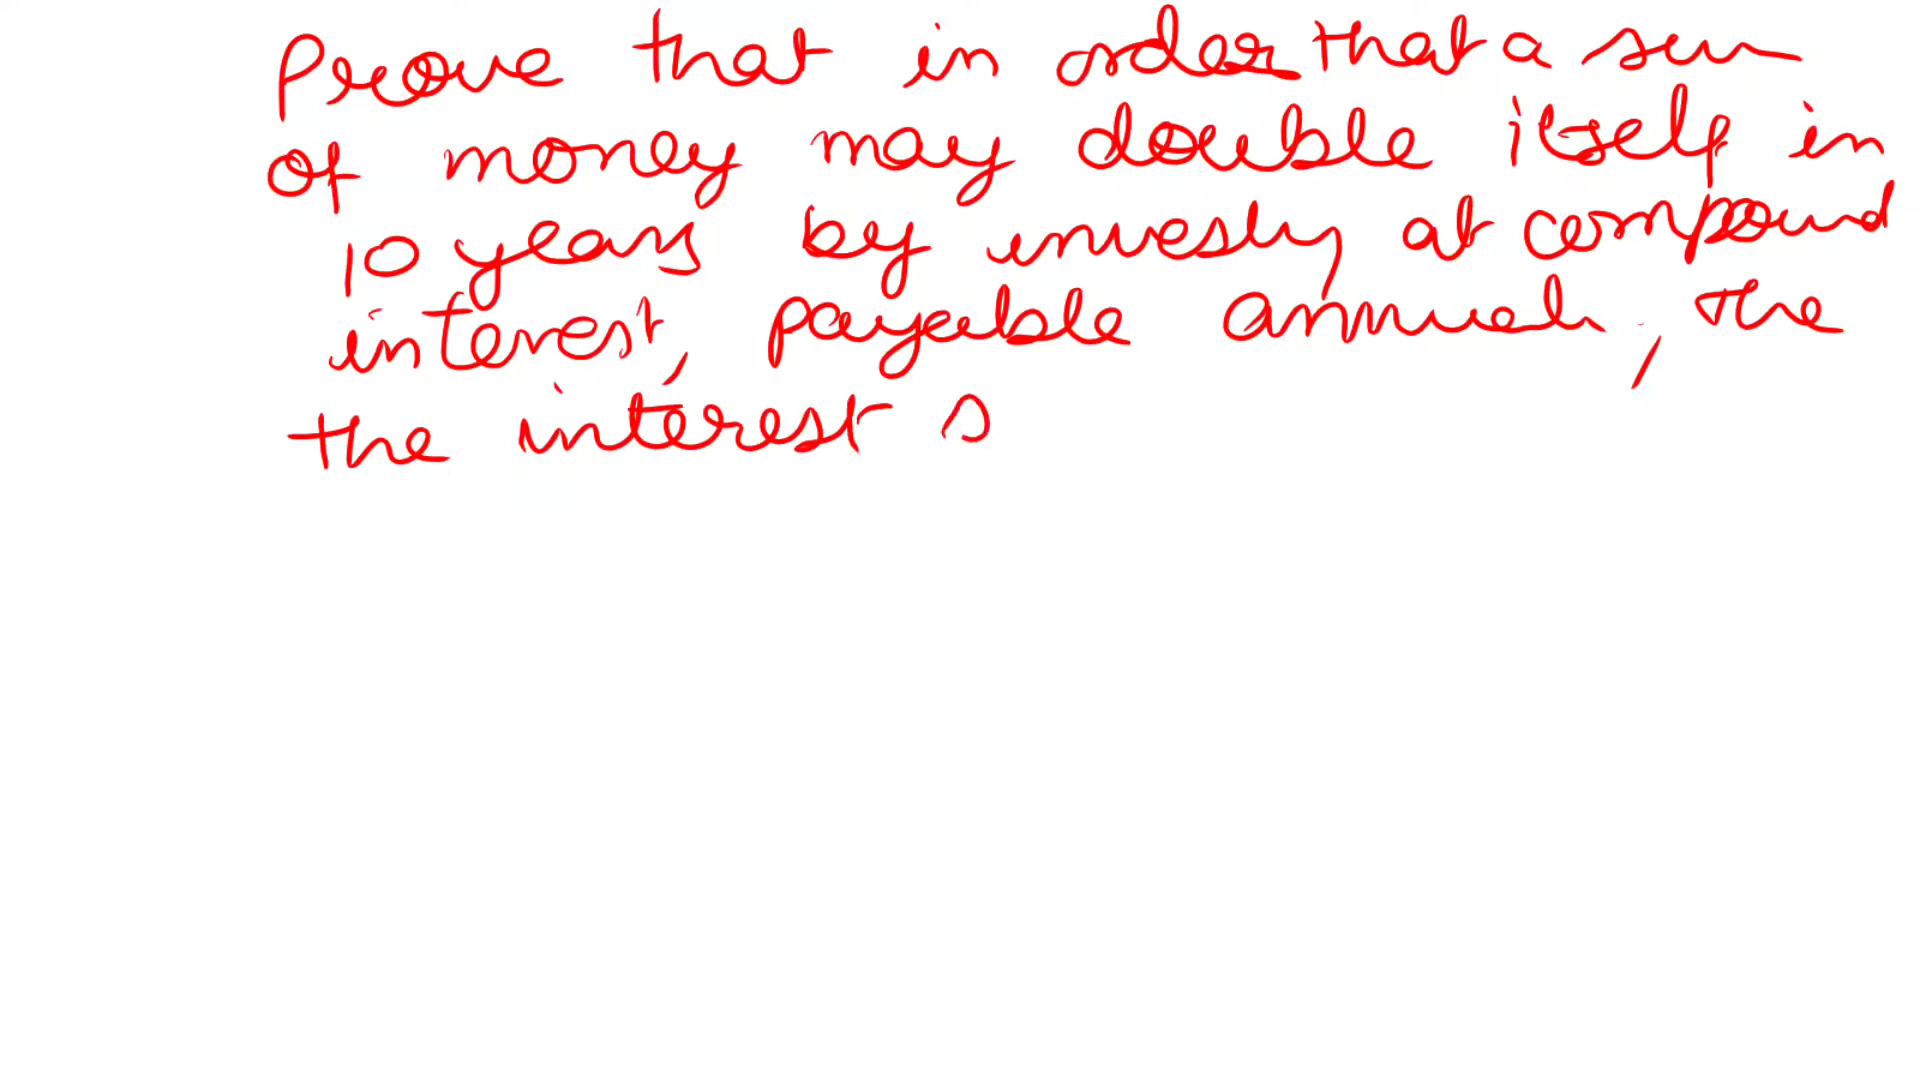 Prove that in order that a sum
of money may double itself in
10 years by investing at compound
interest, payable annually, the
the interest s